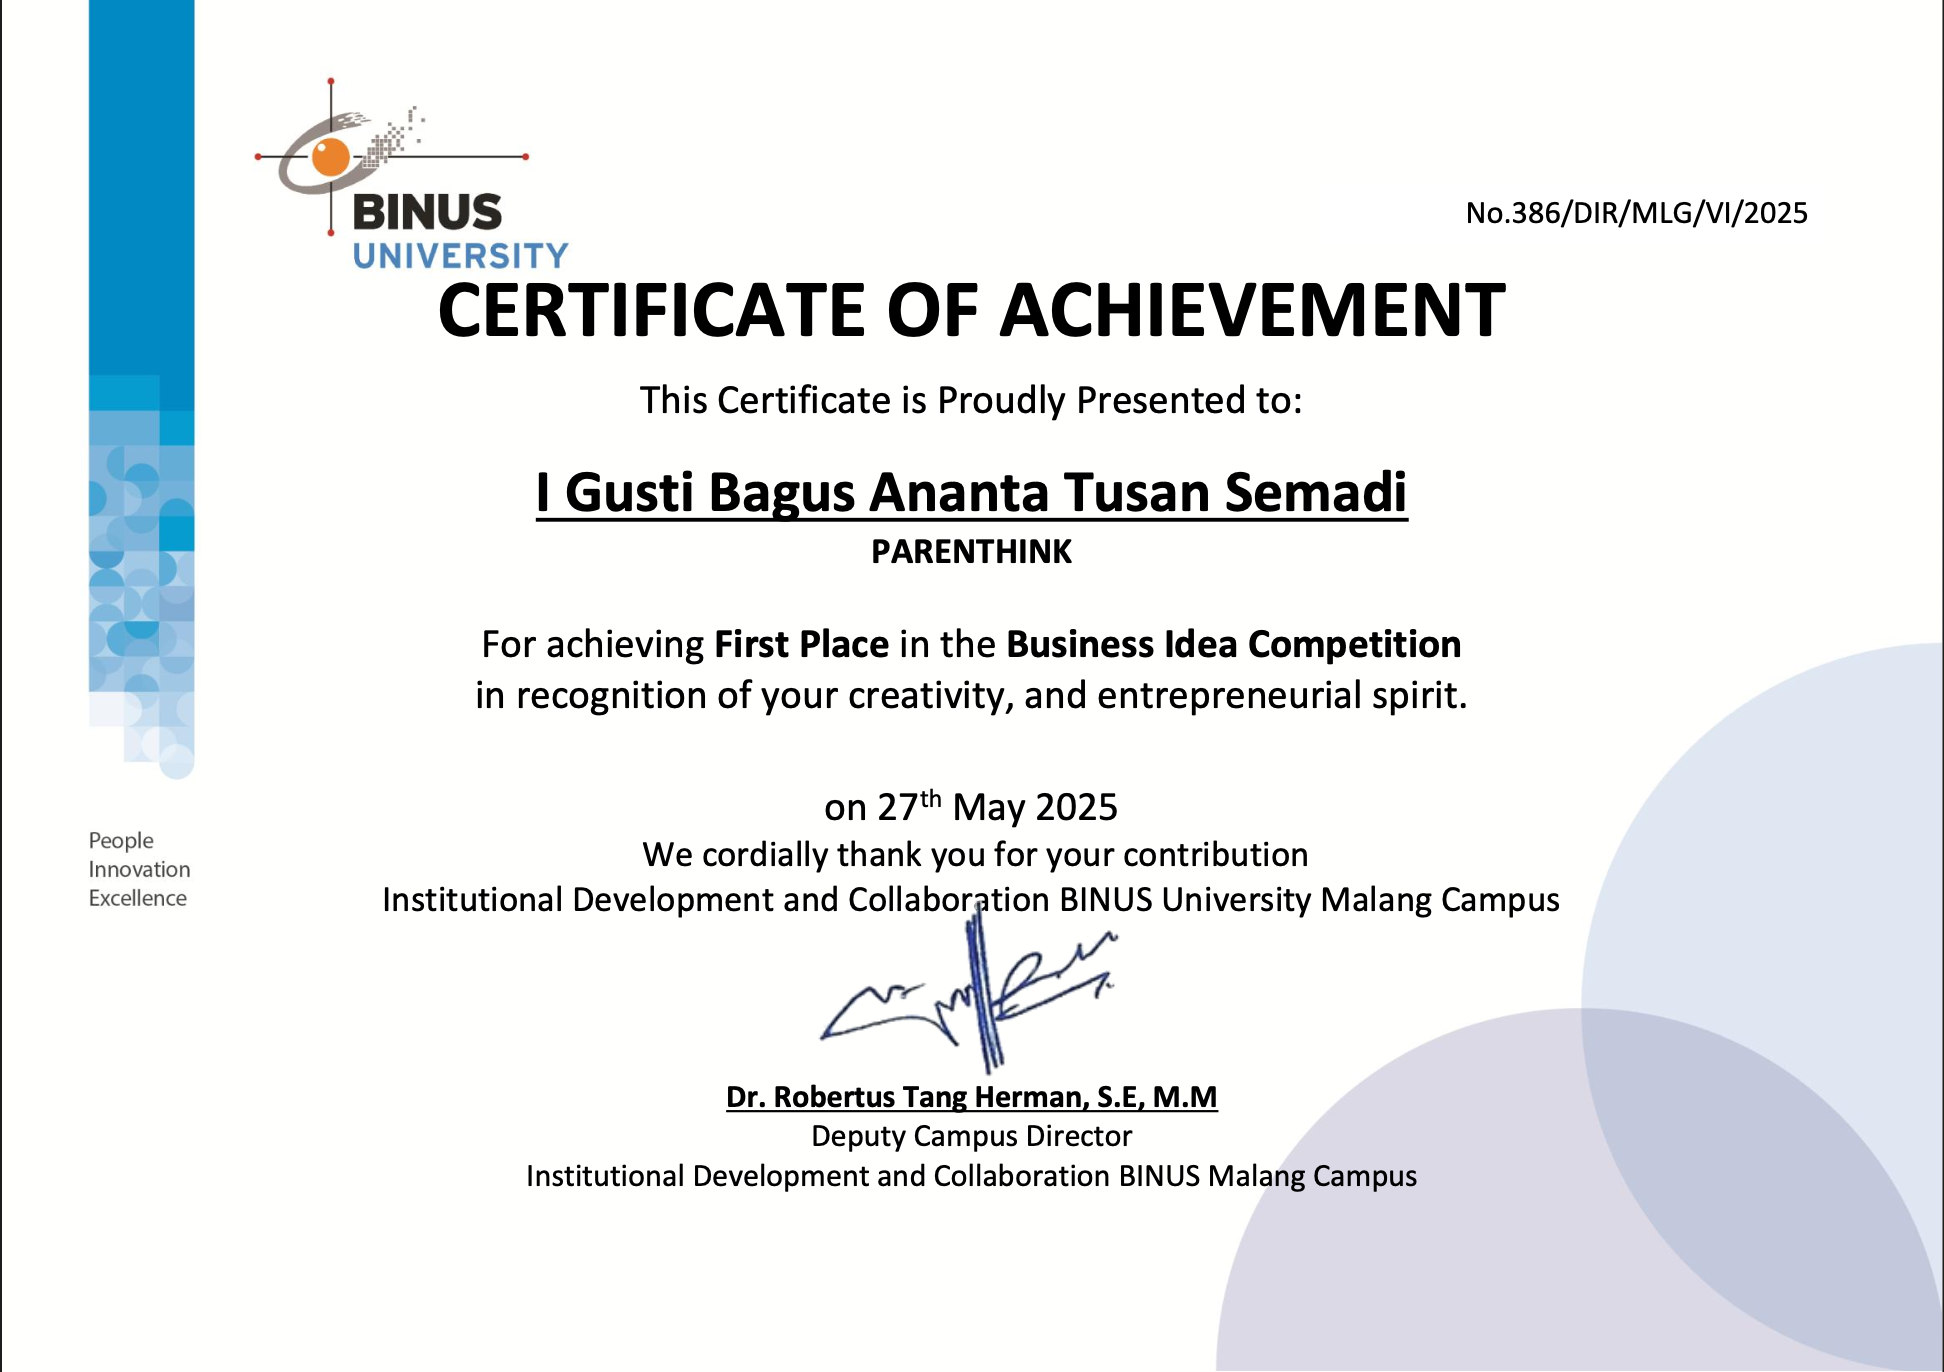 BINUS
UNIVERSITY
No.386/DIR/MLG/VI/2025
CERTIFICATE OF ACHIEVEMENT
This Certificate is Proudly Presented to:
I Gusti Bagus Ananta Tusan Semadi
PARENTHINK
For achieving First Place in the Business Idea Competition
in recognition of your creativity, and entrepreneurial spirit.
on 27th May 2025
We cordially thank you for your contribution
Institutional Development and Collaboration BINUS University Malang Campus
People
Innovation
Excellence
Dr. Robertus Tang Herman, S.E, M.M
Deputy Campus Director
Institutional Development and Collaboration BINUS Malang Campus